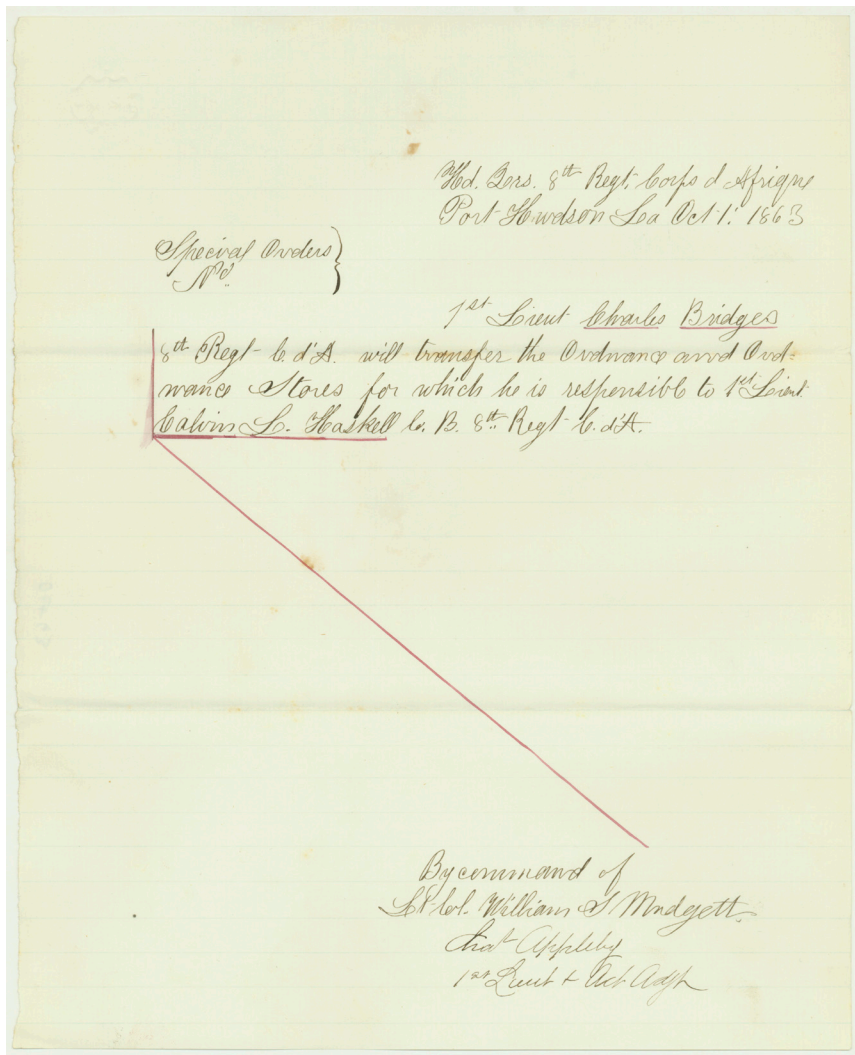 Hd. Qrs. 8th Regt. Corps d Afrique
Port Hudson La Oct 1st 1863
Special Orders }
No. }
1st Lieut Charles Bridges
8th Regt C. d'A. will transfer the Ordnance and Ord-
nance Stores for which he is responsible to 1st Lieut.
Calvin L. Haskell Co. B. 8th Regt C. d'A.
By command of
Lt Col. William S Mudgett.
Chas Appleby
1st Lieut & Act Adjt